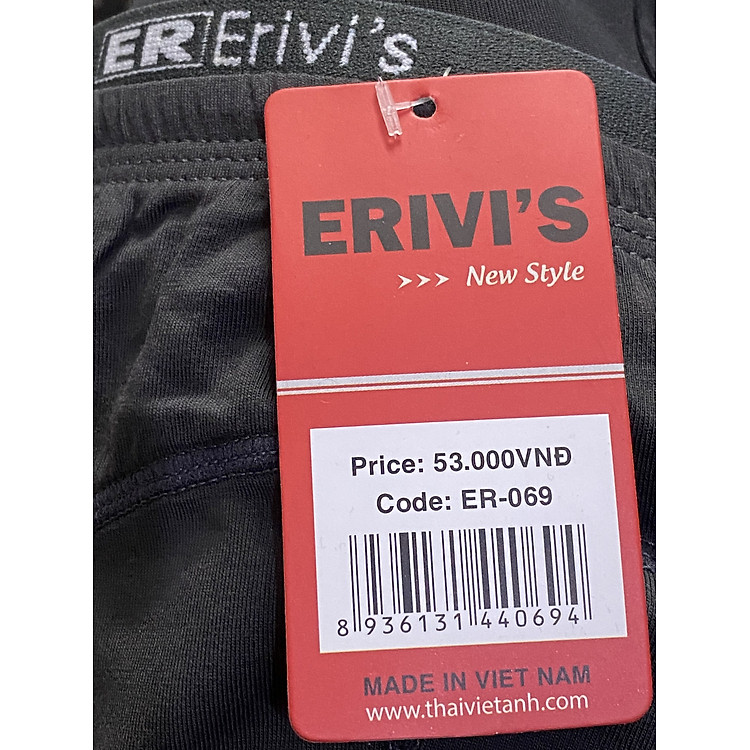 ER Erivi's
ERIVI'S
>>> New Style
Price: 53.000VNĐ
Code: ER-069
8 936131 440694
MADE IN VIET NAM
www.thaivietanh.com